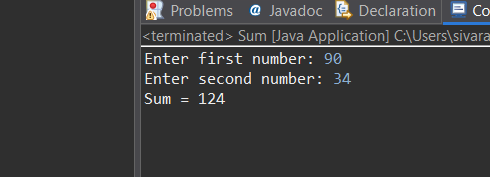 Problems @ Javadoc Declaration Co
<terminated> Sum [Java Application] C:\Users\sivara
Enter first number: 90
Enter second number: 34
Sum = 124